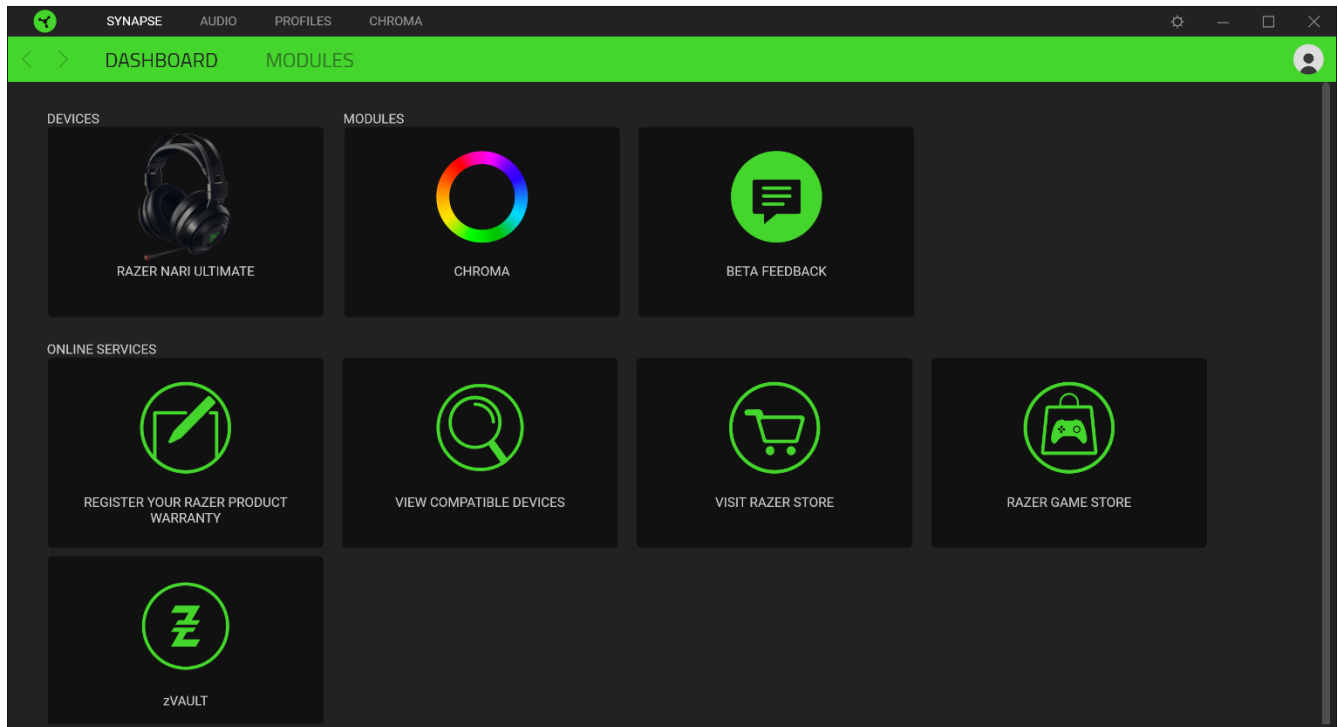 SYNAPSE AUDIO PROFILES CHROMA
DASHBOARD MODULES
DEVICES MODULES
RAZER NARI ULTIMATE CHROMA BETA FEEDBACK
ONLINE SERVICES
REGISTER YOUR RAZER PRODUCT
WARRANTY
VIEW COMPATIBLE DEVICES
VISIT RAZER STORE
RAZER GAME STORE
zVAULT